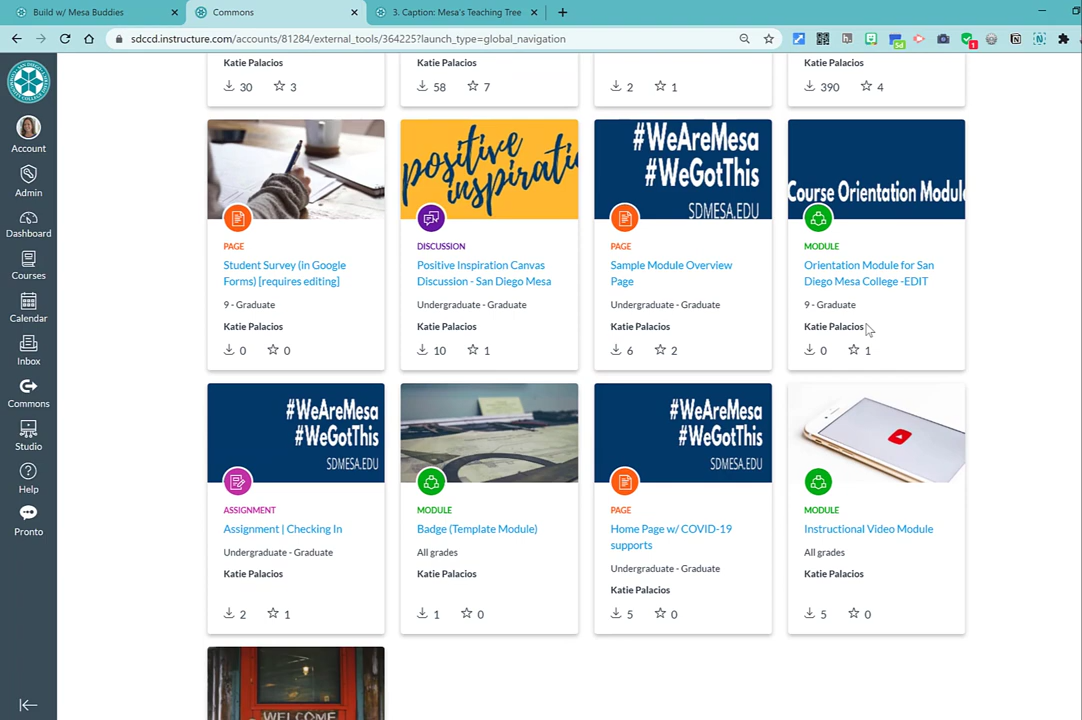 Build w/ Mesa Buddies
Commons
3. Caption: Mesa's Teaching Tree
sdccd.instructure.com/accounts/81284/external_tools/364225?launch_type=global_navigation
Account
Admin
Dashboard
Courses
Calendar
Inbox
Commons
Studio
Help
Pronto
Katie Palacios
30 3
Katie Palacios
58 7
2 1
Katie Palacios
390 4
PAGE
Student Survey (in Google
Forms) [requires editing]
9 - Graduate
Katie Palacios
0 0
positive
inspirati
DISCUSSION
Positive Inspiration Canvas
Discussion - San Diego Mesa
Undergraduate - Graduate
Katie Palacios
10 1
#WeAreMesa
#WeGotThis
SDMESA.EDU
PAGE
Sample Module Overview
Page
Undergraduate - Graduate
Katie Palacios
6 2
Course Orientation Modul
MODULE
Orientation Module for San
Diego Mesa College -EDIT
9 - Graduate
Katie Palacios
0 1
#WeAreMesa
#WeGotThis
SDMESA.EDU
ASSIGNMENT
Assignment | Checking In
Undergraduate - Graduate
Katie Palacios
2 1
MODULE
Badge (Template Module)
All grades
Katie Palacios
1 0
#WeAreMesa
#WeGotThis
SDMESA.EDU
PAGE
Home Page w/ COVID-19
supports
Undergraduate - Graduate
Katie Palacios
5 0
MODULE
Instructional Video Module
All grades
Katie Palacios
5 0
WELCOME